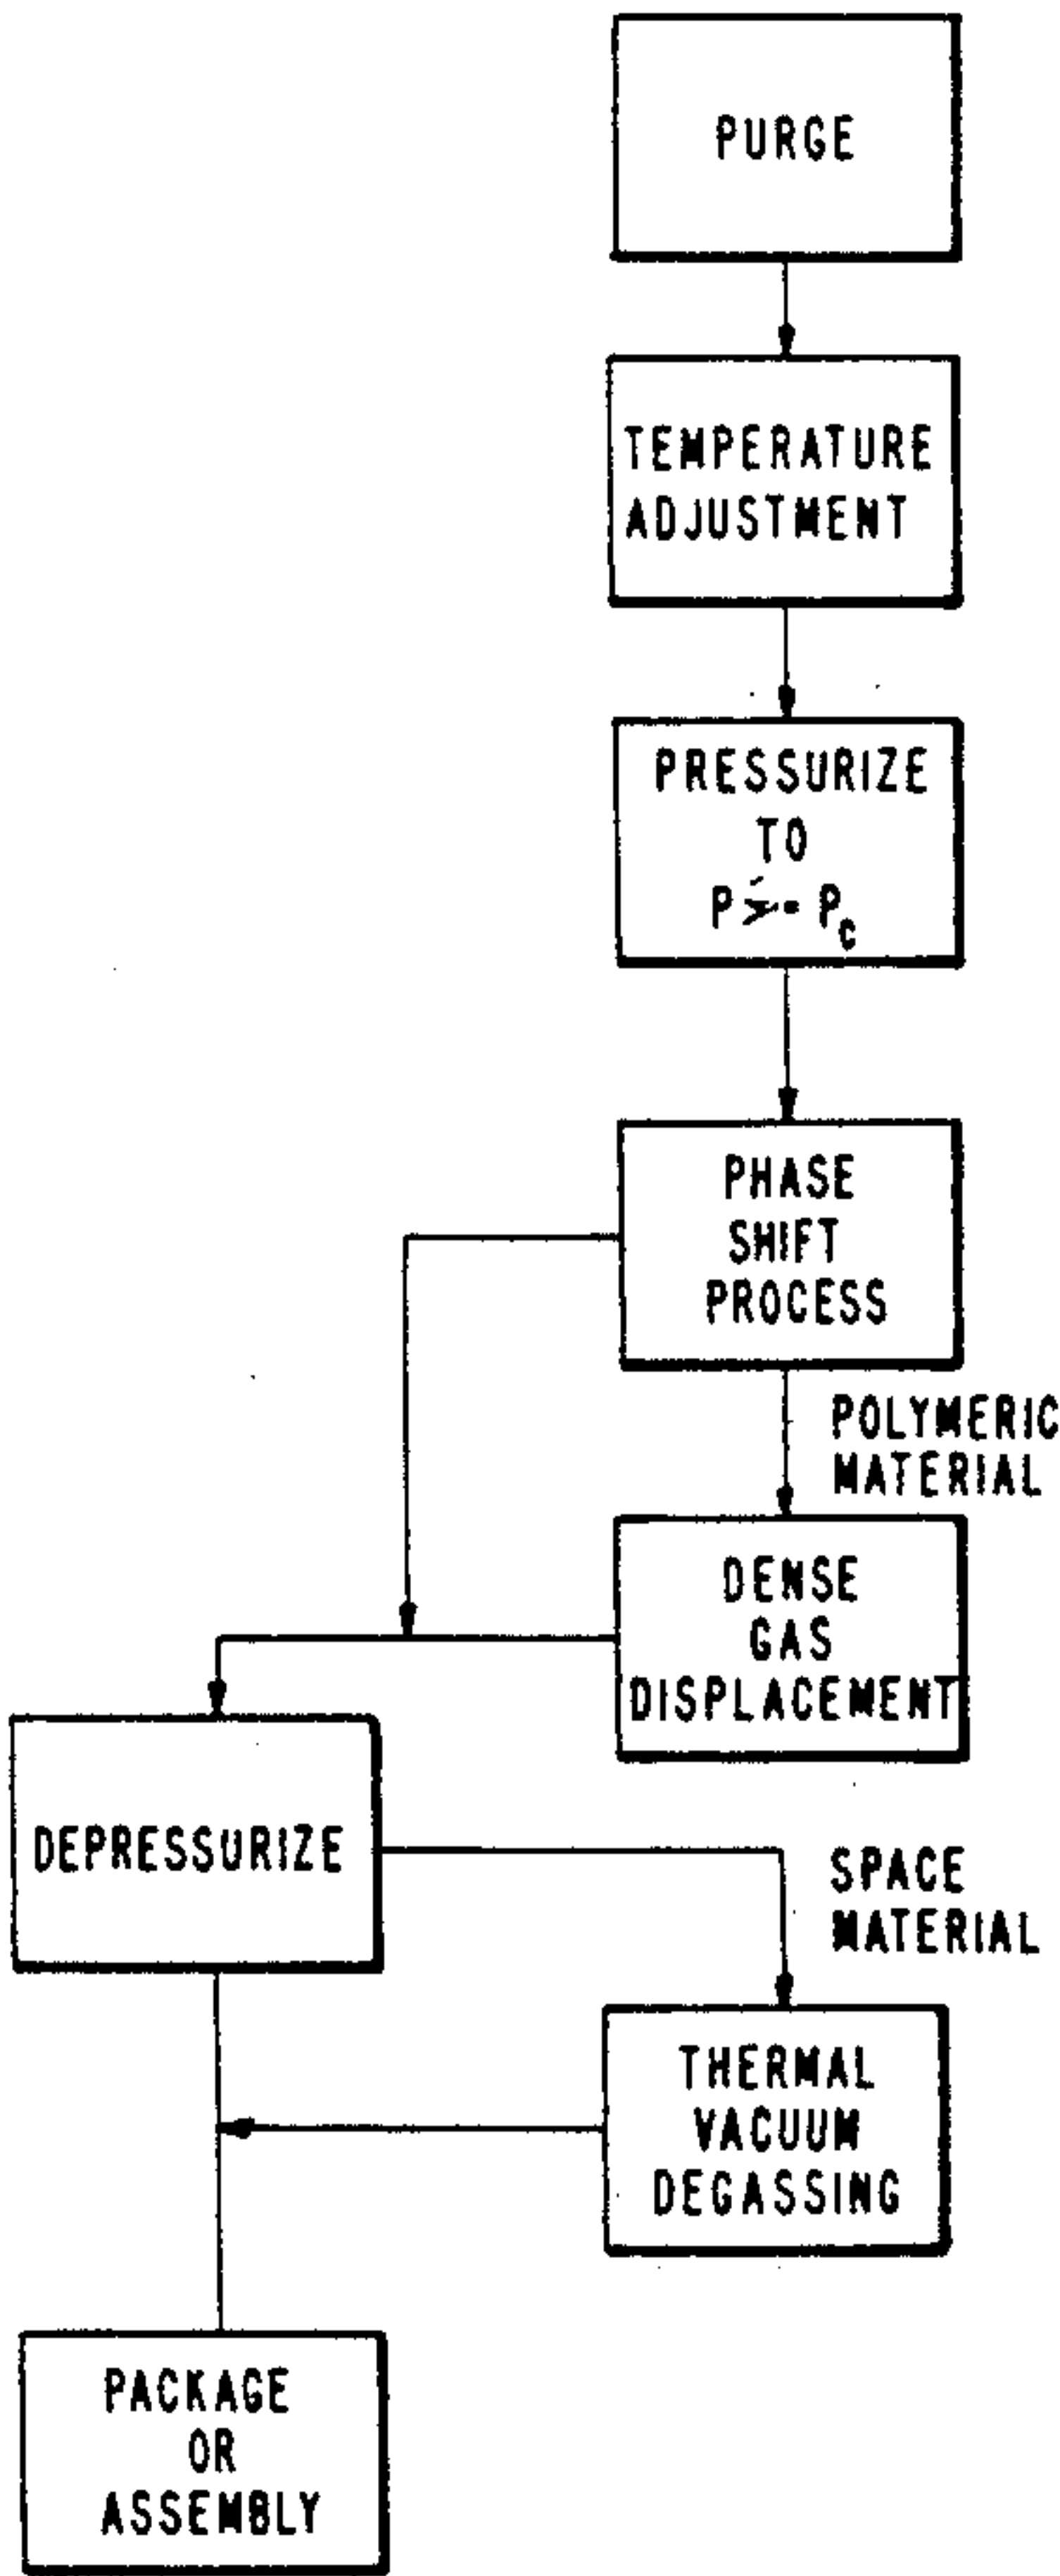 PURGE
TEMPERATURE
ADJUSTMENT
PRESSURIZE
TO
P >= Pc
PHASE
SHIFT
PROCESS
POLYMERIC
MATERIAL
DENSE
GAS
DISPLACEMENT
DEPRESSURIZE
SPACE
MATERIAL
THERMAL
VACUUM
DEGASSING
PACKAGE
OR
ASSEMBLY